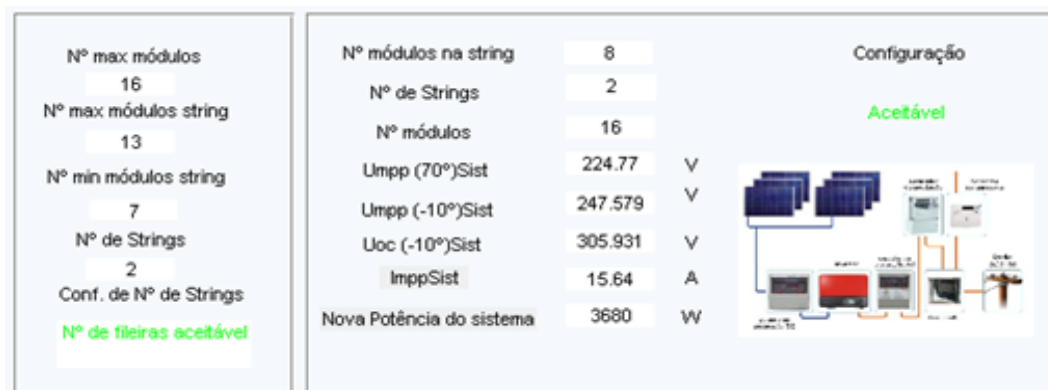 Nº max módulos
16
Nº max módulos string
13
Nº min módulos string
7
Nº de Strings
2
Conf. de Nº de Strings
Nº de fileiras aceitável
Nº módulos na string 8
Nº de Strings 2
Nº módulos 16
Umpp (70º)Sist 224.77 V
Umpp (-10º)Sist 247.579 V
Uoc (-10º)Sist 305.931 V
ImppSist 15.64 A
Nova Potência do sistema 3680 W
Configuração
Aceitável